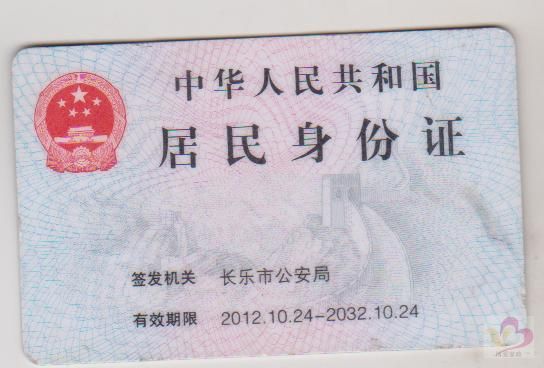 中华人民共和国
居民身份证
签发机关 长乐市公安局
有效期限 2012.10.24-2032.10.24